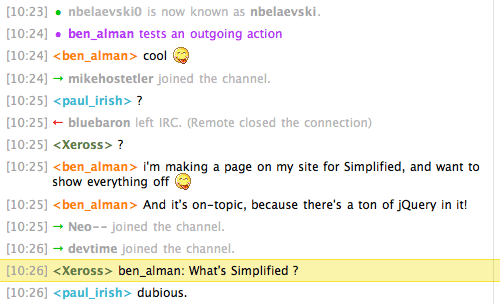 [10:23] • nbelaevski0 is now known as nbelaevski.
[10:24] • ben_alman tests an outgoing action
[10:24] <ben_alman> cool
[10:24] → mikehostetler joined the channel.
[10:25] <paul_irish> ?
[10:25] ← bluebaron left IRC. (Remote closed the connection)
[10:25] <Xeross> ?
[10:25] <ben_alman> i'm making a page on my site for Simplified, and want to
show everything off
[10:25] <ben_alman> And it's on-topic, because there's a ton of jQuery in it!
[10:25] → Neo-- joined the channel.
[10:26] → devtime joined the channel.
[10:26] <Xeross> ben_alman: What's Simplified ?
[10:26] <paul_irish> dubious.